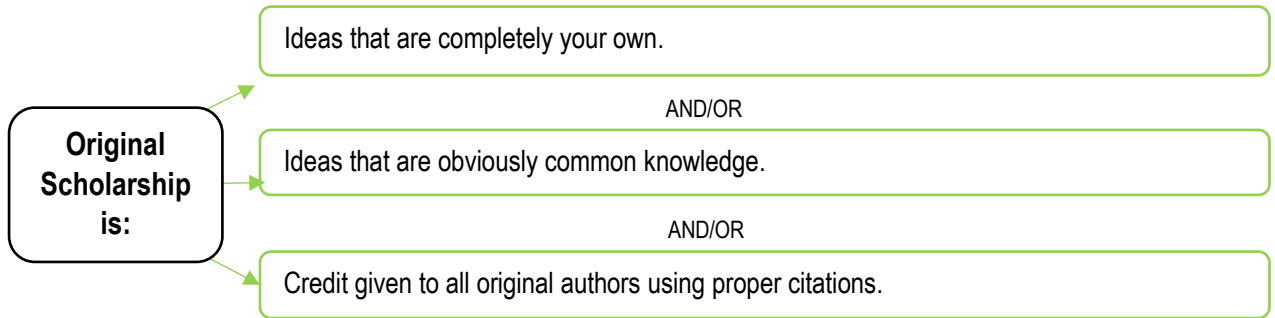 Ideas that are completely your own.
AND/OR
Original
Scholarship
is:
Ideas that are obviously common knowledge.
AND/OR
Credit given to all original authors using proper citations.